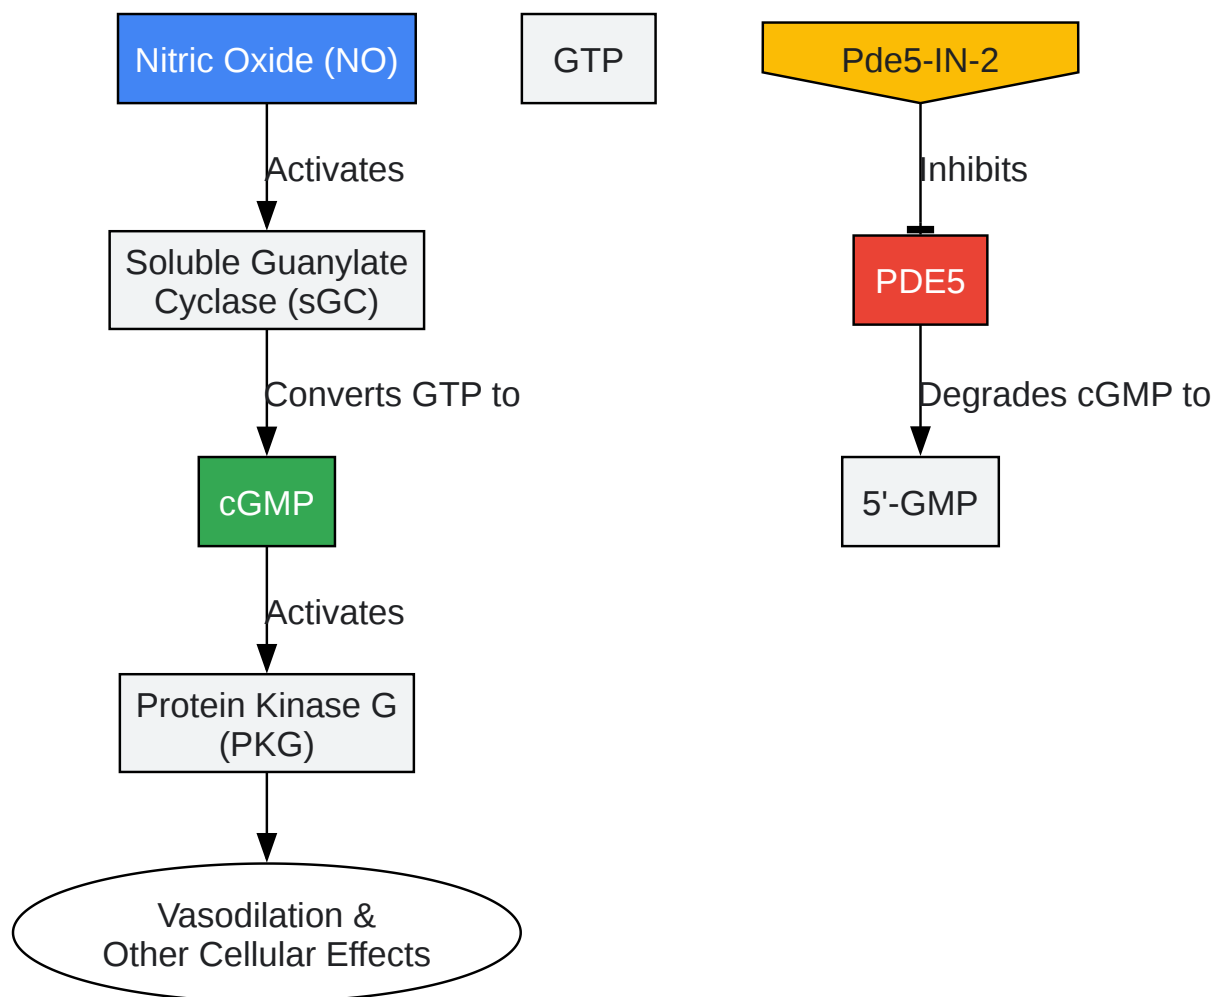 Nitric Oxide (NO)
GTP
Pde5-IN-2
Activates
Inhibits
Soluble Guanylate
Cyclase (sGC)
PDE5
Converts GTP to
Degrades cGMP to
cGMP
5'-GMP
Activates
Protein Kinase G
(PKG)
Vasodilation &
Other Cellular Effects